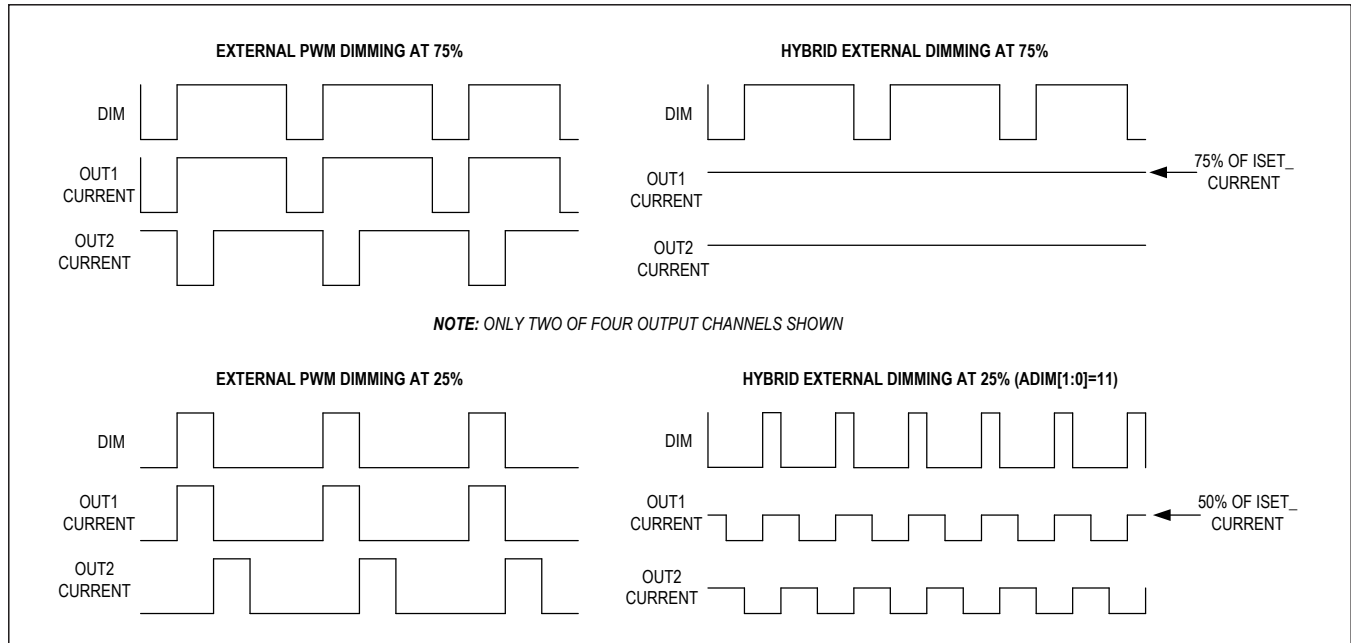 EXTERNAL PWM DIMMING AT 75%
DIM
OUT1
CURRENT
OUT2
CURRENT
HYBRID EXTERNAL DIMMING AT 75%
DIM
OUT1
CURRENT
75% OF ISET_
CURRENT
OUT2
CURRENT
NOTE: ONLY TWO OF FOUR OUTPUT CHANNELS SHOWN
EXTERNAL PWM DIMMING AT 25%
DIM
OUT1
CURRENT
OUT2
CURRENT
HYBRID EXTERNAL DIMMING AT 25% (ADIM[1:0]=11)
DIM
OUT1
CURRENT
50% OF ISET_
CURRENT
OUT2
CURRENT